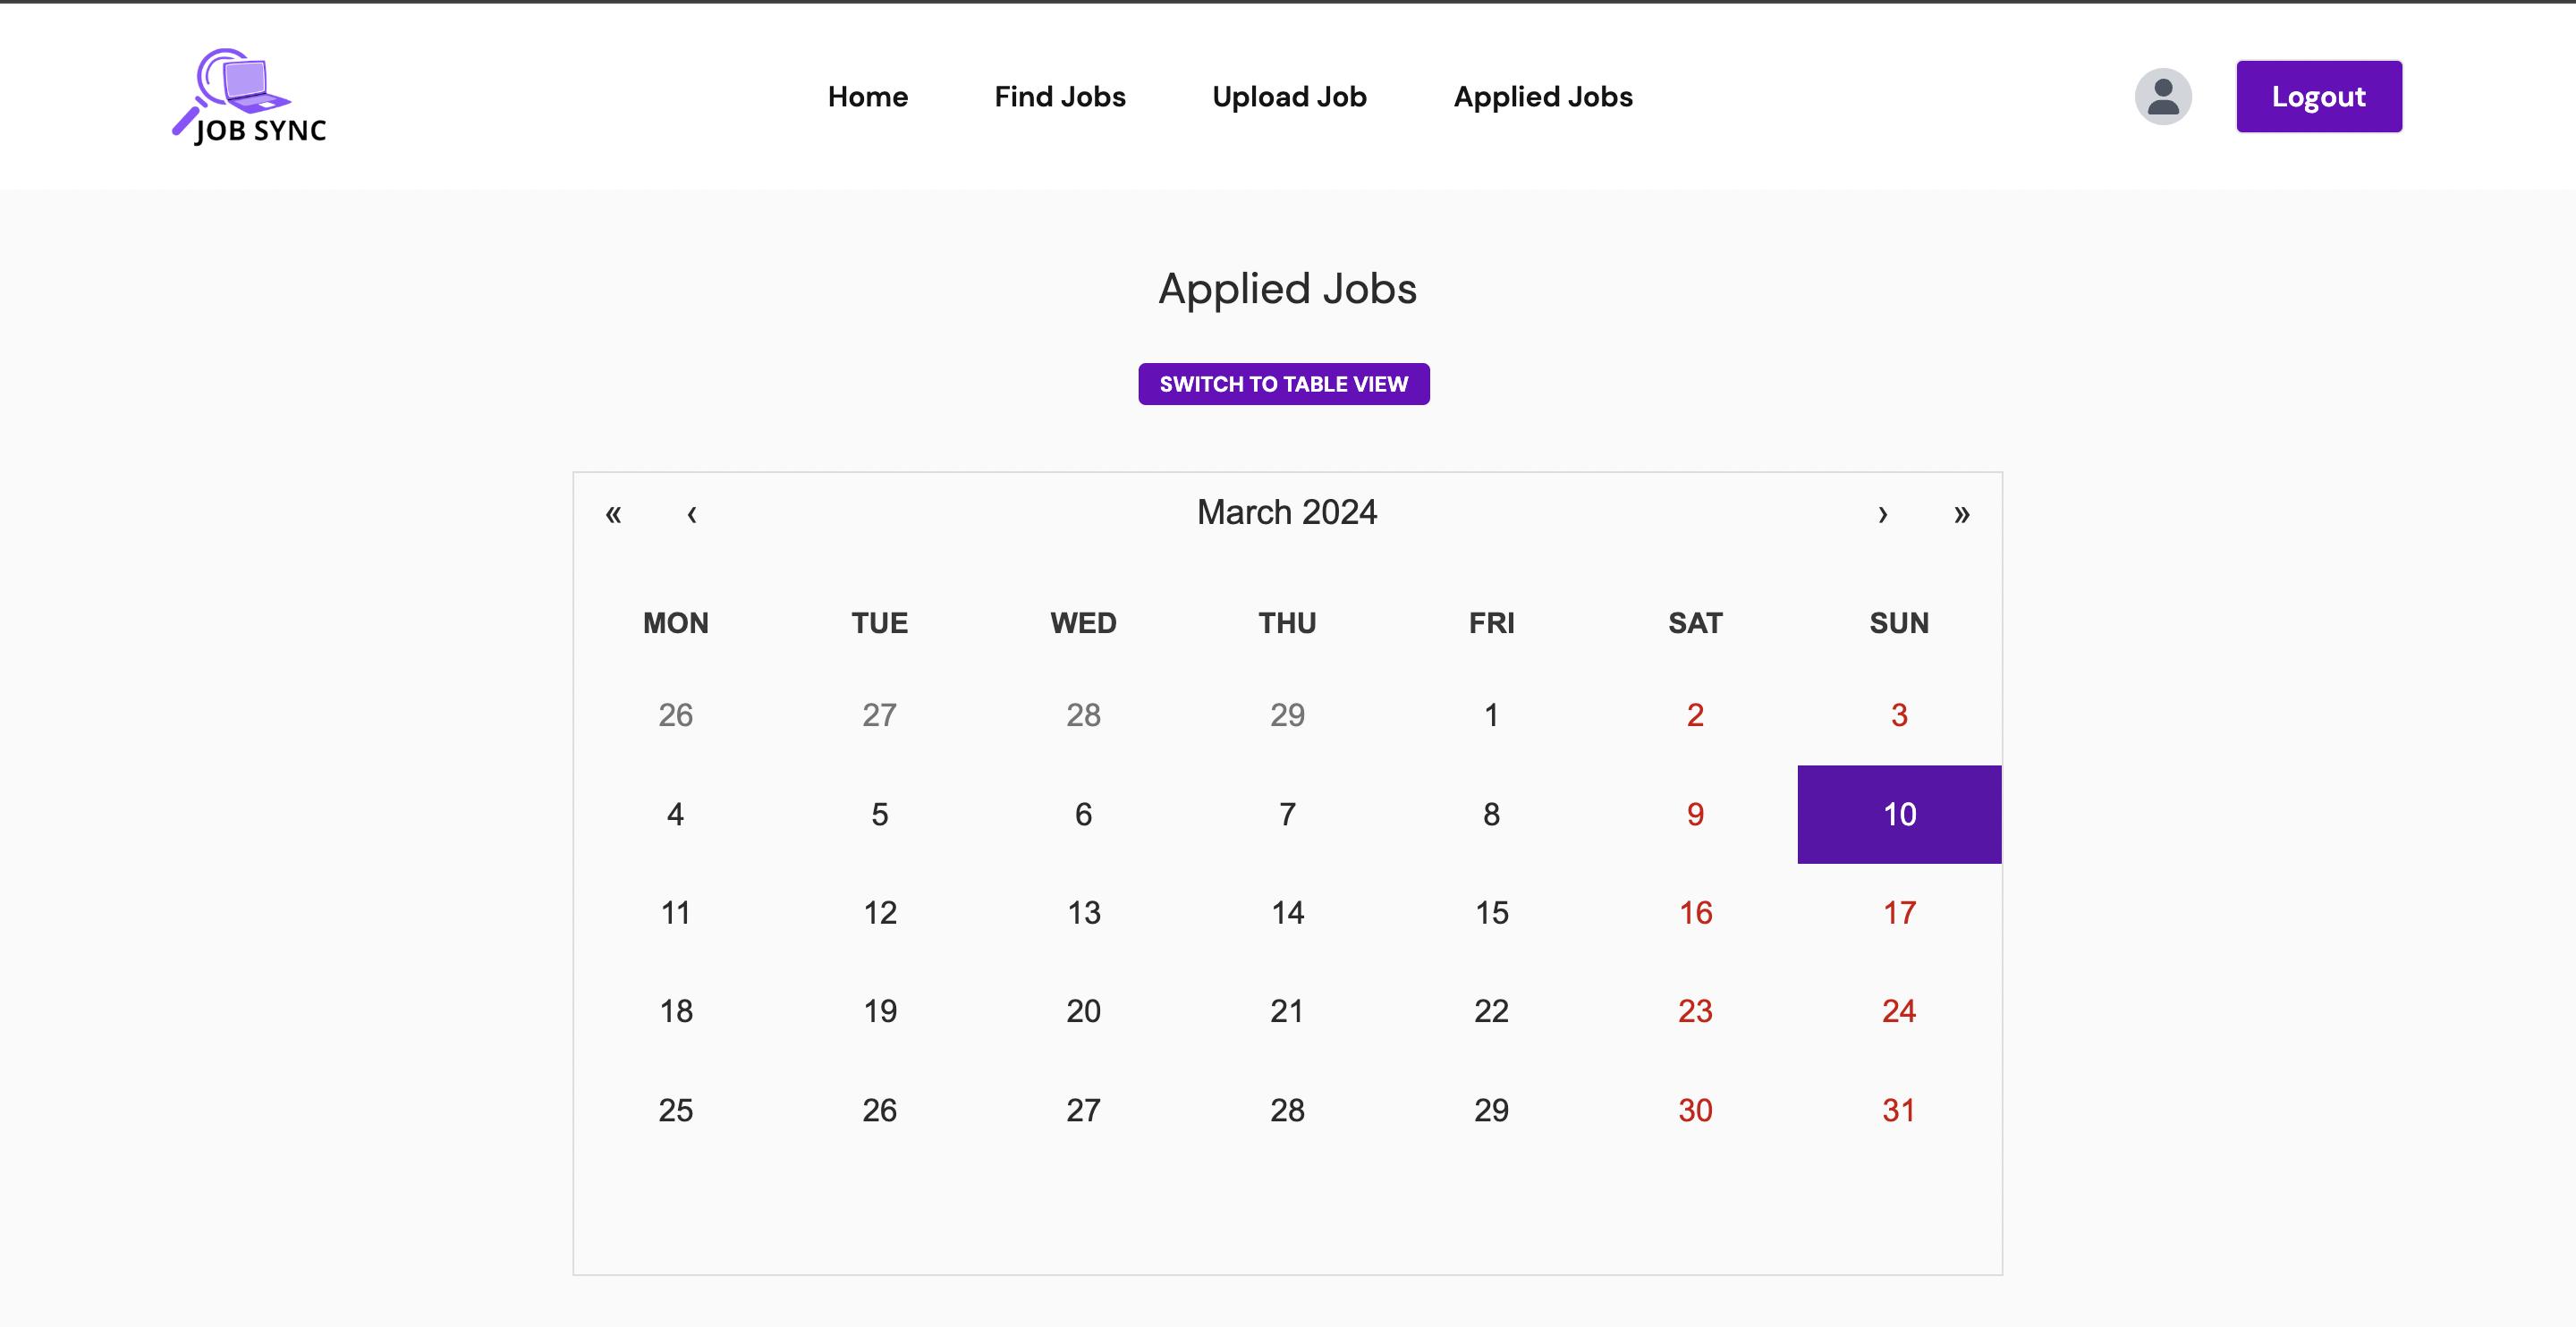 JOB SYNC
Home Find Jobs Upload Job Applied Jobs
Logout
Applied Jobs
SWITCH TO TABLE VIEW
« ‹ March 2024 › »
MON TUE WED THU FRI SAT SUN
26 27 28 29 1 2 3
4 5 6 7 8 9 10
11 12 13 14 15 16 17
18 19 20 21 22 23 24
25 26 27 28 29 30 31